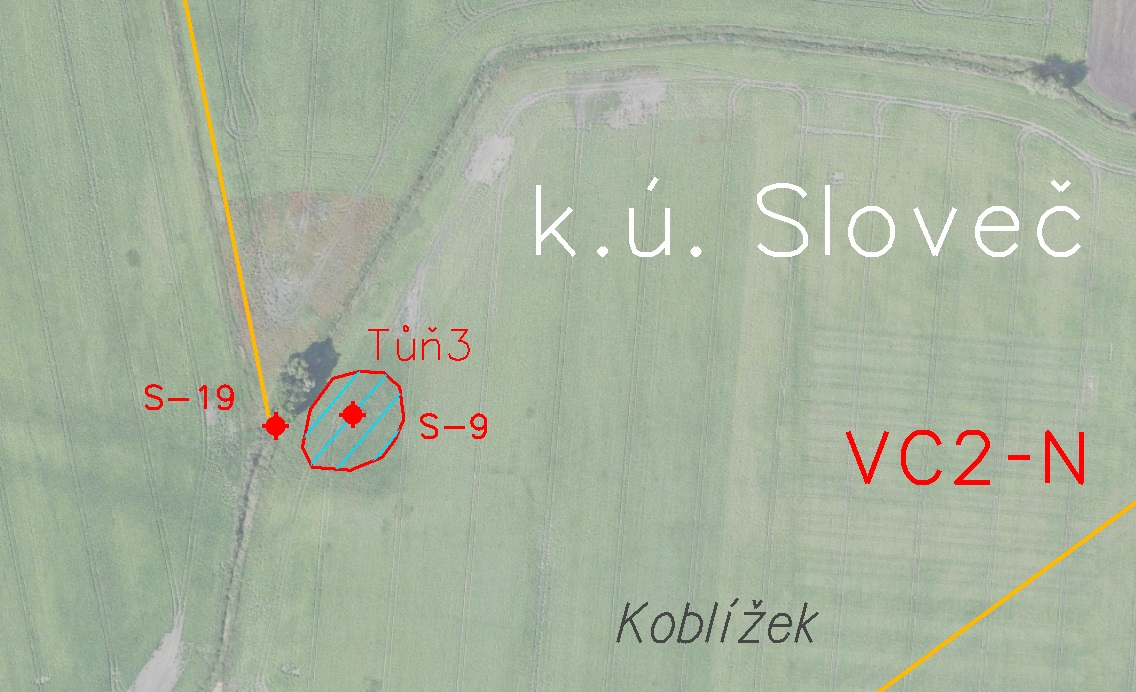 k.ú. Sloveč
Tůň3
S-19
S-9
VC2-N
Koblížek